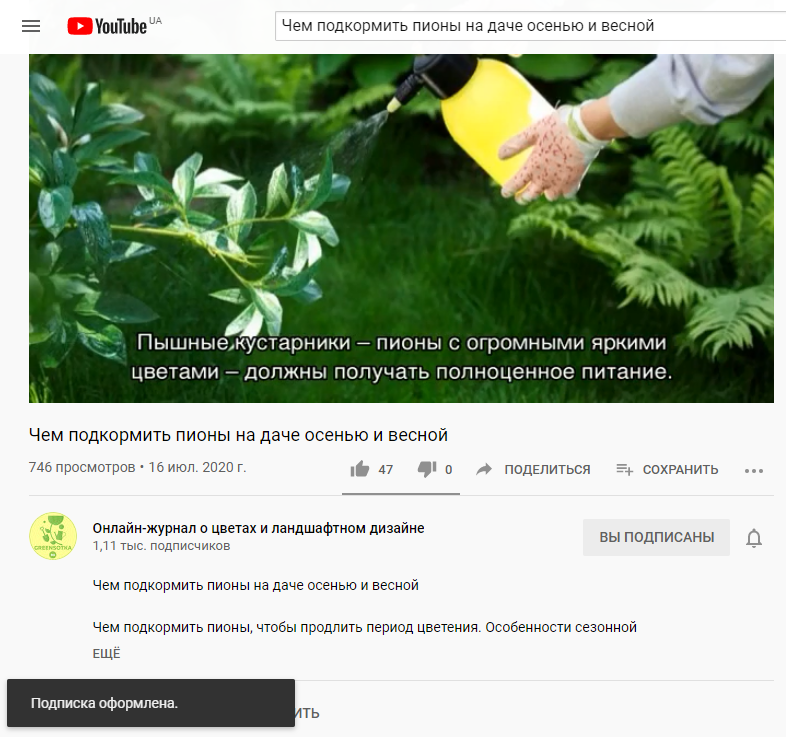 YouTube UA
Чем подкормить пионы на даче осенью и весной
Пышные кустарники – пионы с огромными яркими
цветами – должны получать полноценное питание.
Чем подкормить пионы на даче осенью и весной
746 просмотров • 16 июл. 2020 г.
47
0
ПОДЕЛИТЬСЯ
СОХРАНИТЬ
GREENSOTKA
Онлайн-журнал о цветах и ландшафтном дизайне
1,11 тыс. подписчиков
ВЫ ПОДПИСАНЫ
Чем подкормить пионы на даче осенью и весной
Чем подкормить пионы, чтобы продлить период цветения. Особенности сезонной
ЕЩЁ
Подписка оформлена.
ИТЬ